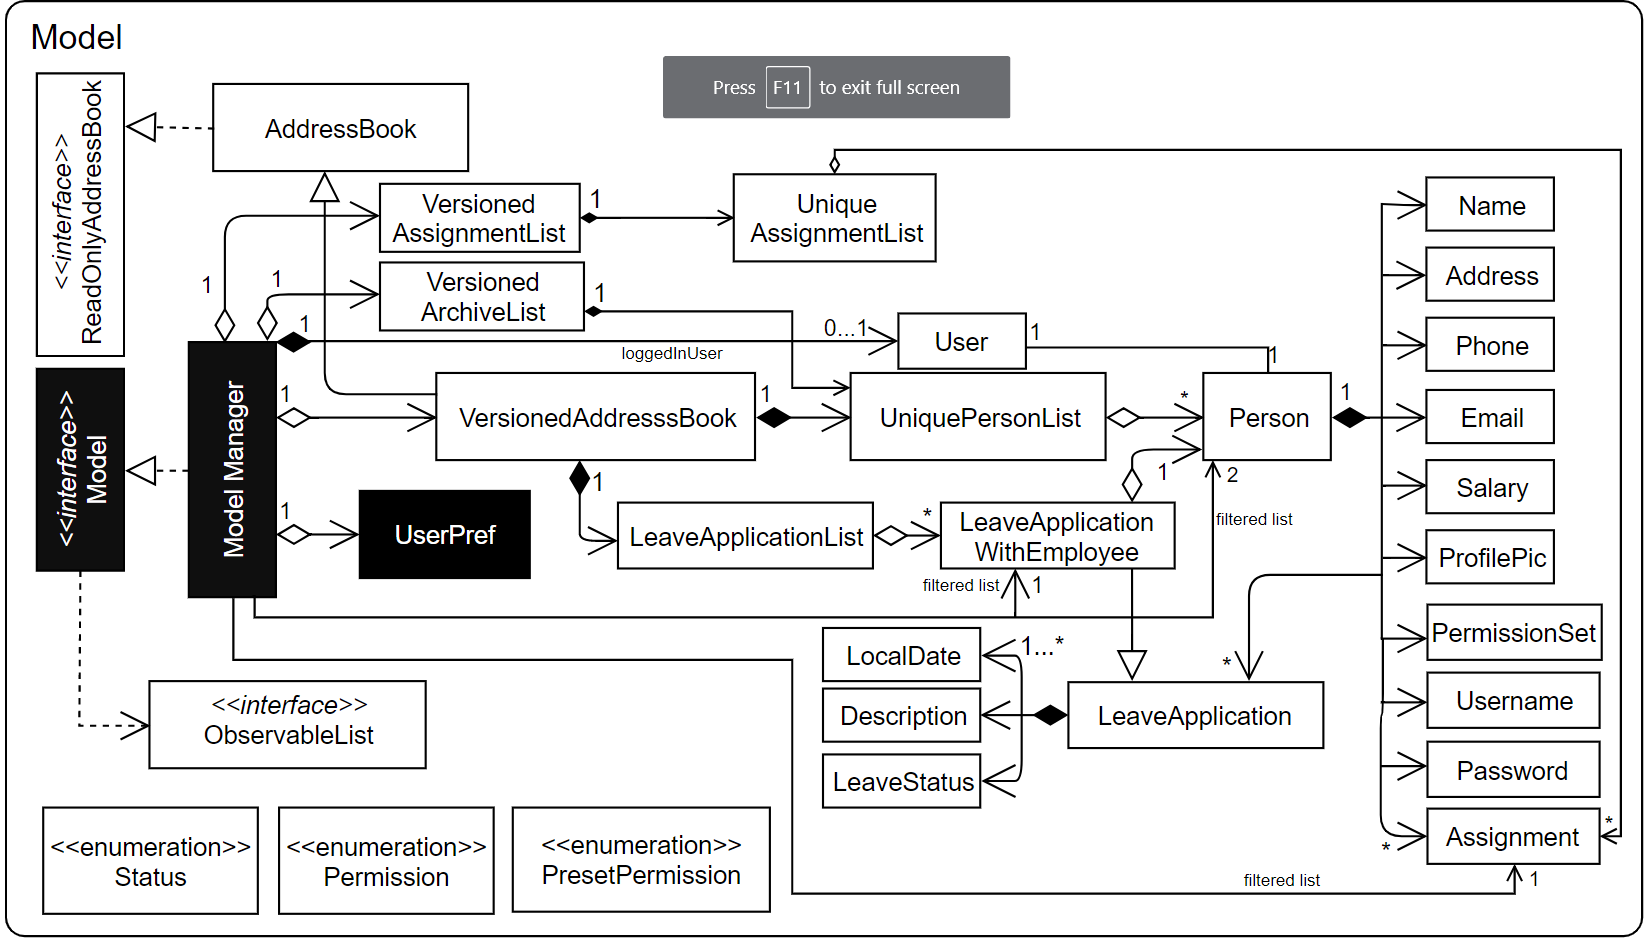 Model
<<interface>>
ReadOnlyAddressBook
AddressBook
Press F11 to exit full screen
Versioned
AssignmentList
1
Unique
AssignmentList
Name
Address
1
1
Versioned
ArchiveList
1
1
0...1
loggedInUser
User
1
1
Phone
<<interface>>
Model
Model Manager
1
VersionedAddresssBook
1
UniquePersonList
*
Person
1
Email
1
1
2
1
UserPref
LeaveApplicationList
*
LeaveApplication
WithEmployee
filtered list
Salary
ProfilePic
filtered list
1
LocalDate
1...*
*
PermissionSet
<<interface>>
ObservableList
Description
LeaveApplication
Username
LeaveStatus
Password
<<enumeration>>
Status
<<enumeration>>
Permission
<<enumeration>>
PresetPermission
*
Assignment
*
filtered list
1